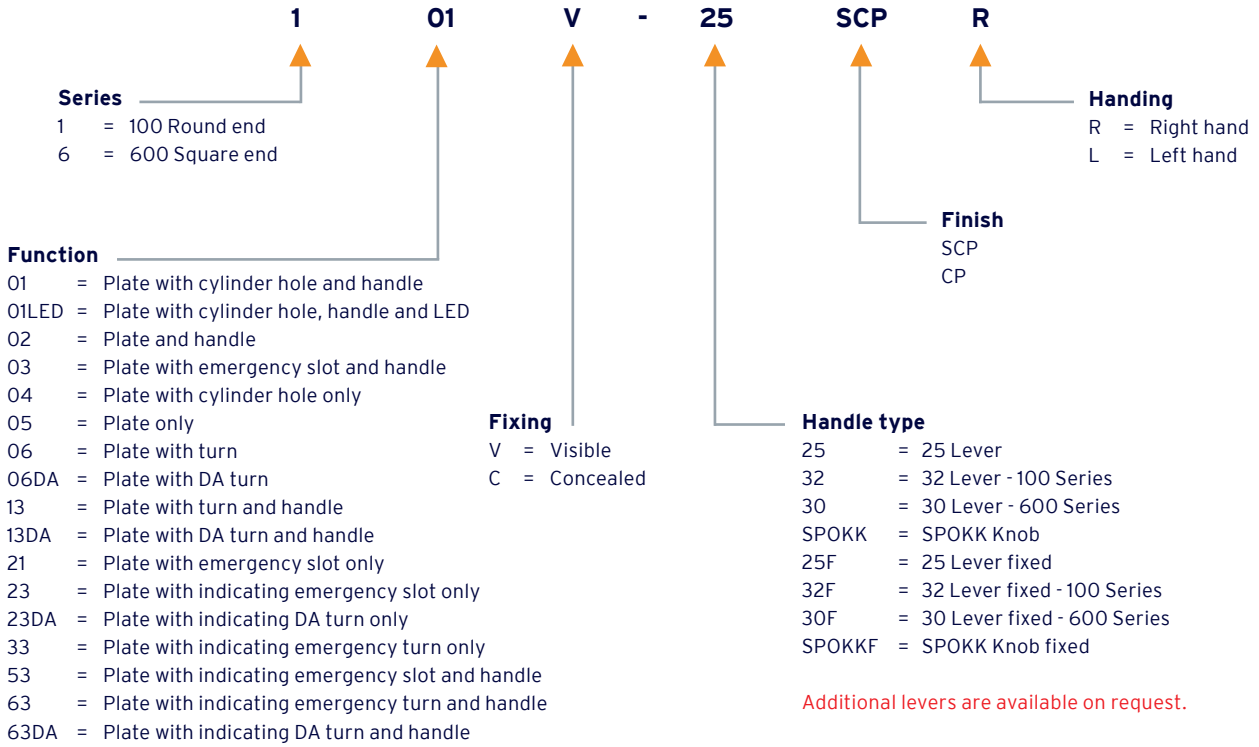 1 01 V - 25 SCP R
Series
1 = 100 Round end
6 = 600 Square end
Handing
R = Right hand
L = Left hand
Finish
SCP
CP
Function
01 = Plate with cylinder hole and handle
01LED = Plate with cylinder hole, handle and LED
02 = Plate and handle
03 = Plate with emergency slot and handle
04 = Plate with cylinder hole only
05 = Plate only
06 = Plate with turn
06DA = Plate with DA turn
13 = Plate with turn and handle
13DA = Plate with DA turn and handle
21 = Plate with emergency slot only
23 = Plate with indicating emergency slot only
23DA = Plate with indicating DA turn only
33 = Plate with indicating emergency turn only
53 = Plate with indicating emergency slot and handle
63 = Plate with indicating emergency turn and handle
63DA = Plate with indicating DA turn and handle
Fixing
V = Visible
C = Concealed
Handle type
25 = 25 Lever
32 = 32 Lever - 100 Series
30 = 30 Lever - 600 Series
SPOKK = SPOKK Knob
25F = 25 Lever fixed
32F = 32 Lever fixed - 100 Series
30F = 30 Lever fixed - 600 Series
SPOKKF = SPOKK Knob fixed
Additional levers are available on request.